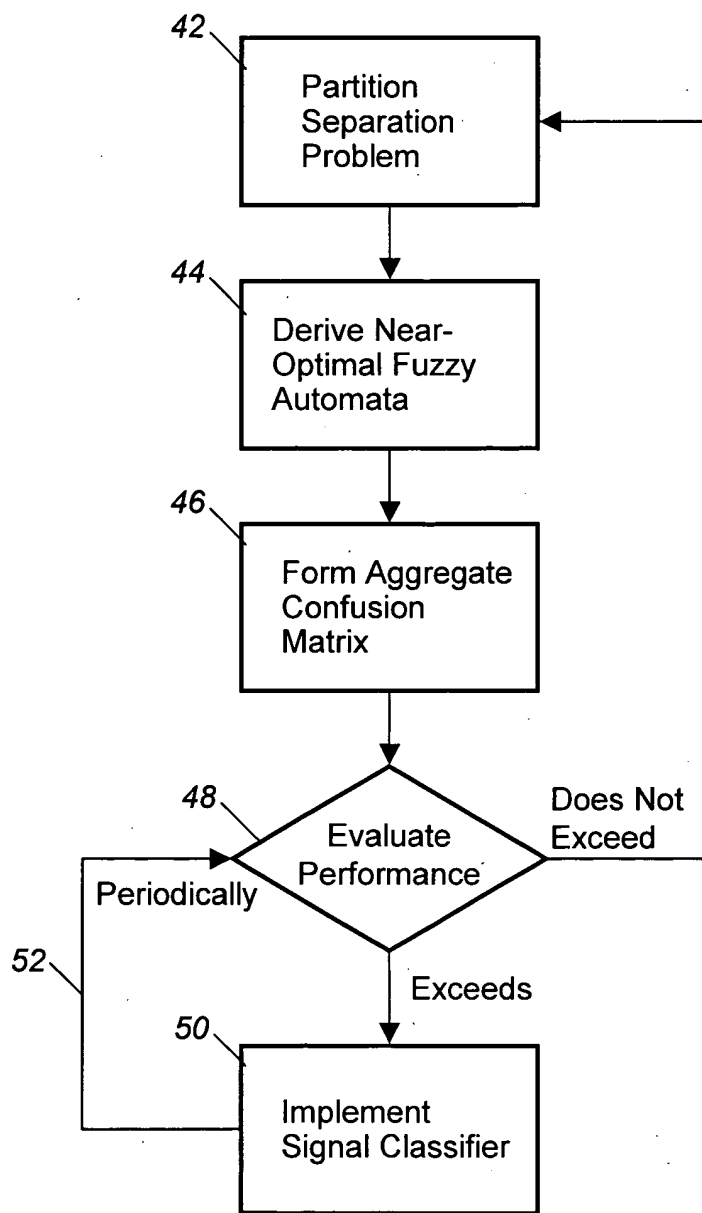 42
Partition
Separation
Problem
44
Derive Near-
Optimal Fuzzy
Automata
46
Form Aggregate
Confusion
Matrix
48
Evaluate
Performance
Does Not
Exceed
Periodically
52
Exceeds
50
Implement
Signal Classifier